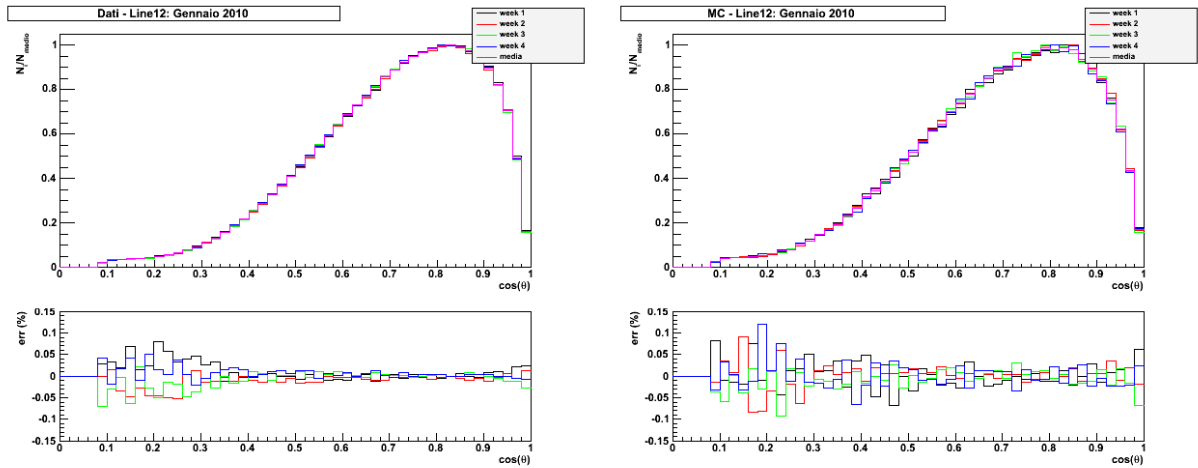 Dati - Line12: Gennaio 2010
week 1
week 2
week 3
week 4
media
N_i/N_medio
1
0.8
0.6
0.4
0.2
0
0 0.1 0.2 0.3 0.4 0.5 0.6 0.7 0.8 0.9 1
cos(θ)
err (%)
0.15
0.1
0.05
0
-0.05
-0.1
-0.15
0 0.1 0.2 0.3 0.4 0.5 0.6 0.7 0.8 0.9 1
cos(θ)
MC - Line12: Gennaio 2010
week 1
week 2
week 3
week 4
media
N_i/N_medio
1
0.8
0.6
0.4
0.2
0
0 0.1 0.2 0.3 0.4 0.5 0.6 0.7 0.8 0.9 1
cos(θ)
err (%)
0.15
0.1
0.05
0
-0.05
-0.1
-0.15
0 0.1 0.2 0.3 0.4 0.5 0.6 0.7 0.8 0.9 1
cos(θ)